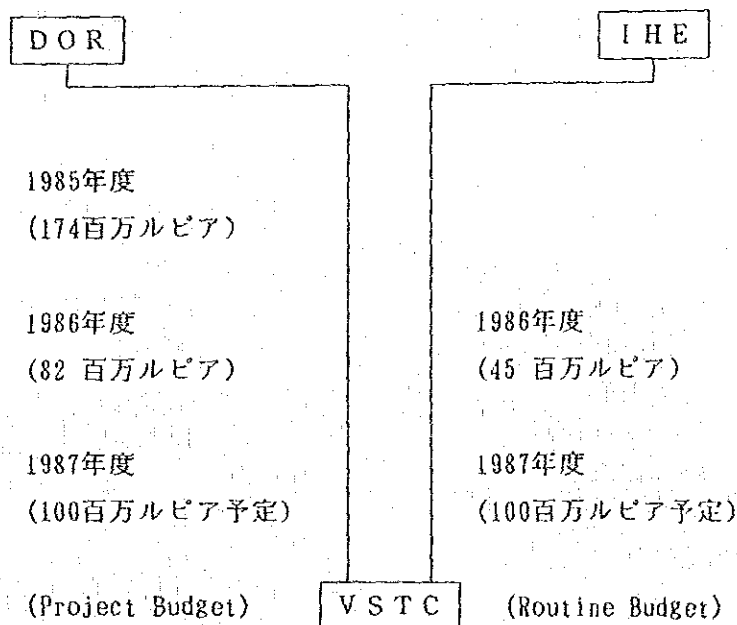 DOR
IHE
1985年度
(174百万ルピア)
1986年度
(82 百万ルピア)
1986年度
(45 百万ルピア)
1987年度
(100百万ルピア予定)
1987年度
(100百万ルピア予定)
(Project Budget)
VSTC
(Routine Budget)